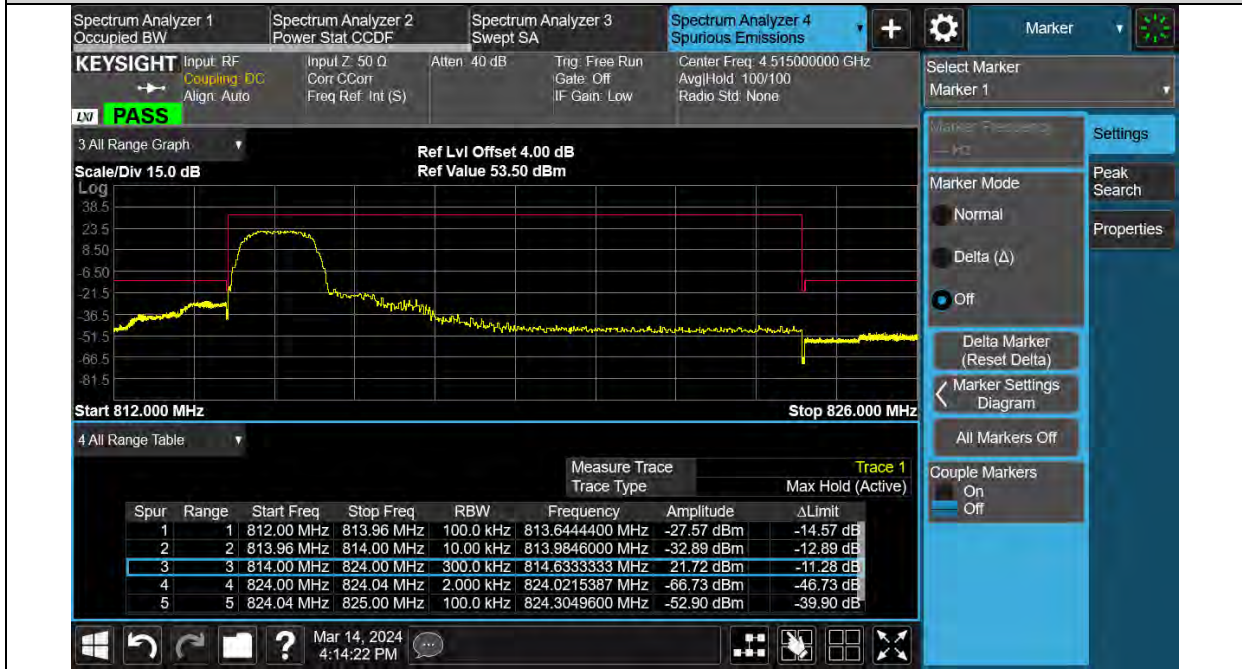 Spectrum Analyzer 1
Occupied BW
Spectrum Analyzer 2
Power Stat CCDF
Spectrum Analyzer 3
Swept SA
Spectrum Analyzer 4
Spurious Emissions
+
Marker
KEYSIGHT
Input: RF
Coupling: DC
Align: Auto
Input Z: 50 Ω
Corr CCorr
Freq Ref: Int (S)
Atten: 40 dB
Trig: Free Run
Gate: Off
IF Gain: Low
Center Freq: 4.515000000 GHz
Avg|Hold: 100/100
Radio Std: None
LXI PASS
3 All Range Graph
Ref Lvl Offset 4.00 dB
Scale/Div 15.0 dB
Ref Value 53.50 dBm
Log
38.5
23.5
8.50
-6.50
-21.5
-36.5
-51.5
-66.5
-81.5
Start 812.000 MHz
Stop 826.000 MHz
4 All Range Table
Measure Trace Trace 1
Trace Type Max Hold (Active)
Spur Range Start Freq Stop Freq RBW Frequency Amplitude ΔLimit
1 1 812.00 MHz 813.96 MHz 100.0 kHz 813.6444400 MHz -27.57 dBm -14.57 dB
2 2 813.96 MHz 814.00 MHz 10.00 kHz 813.9846000 MHz -32.89 dBm -12.89 dB
3 3 814.00 MHz 824.00 MHz 300.0 kHz 814.6333333 MHz 21.72 dBm -11.28 dB
4 4 824.00 MHz 824.04 MHz 2.000 kHz 824.0215387 MHz -66.73 dBm -46.73 dB
5 5 824.04 MHz 825.00 MHz 100.0 kHz 824.3049600 MHz -52.90 dBm -39.90 dB
?
Mar 14, 2024
4:14:22 PM
Select Marker
Marker 1
Marker Frequency
--- Hz
Marker Mode
Normal
Delta (Δ)
Off
Delta Marker
(Reset Delta)
Marker Settings
Diagram
All Markers Off
Couple Markers
On
Off
Settings
Peak
Search
Properties